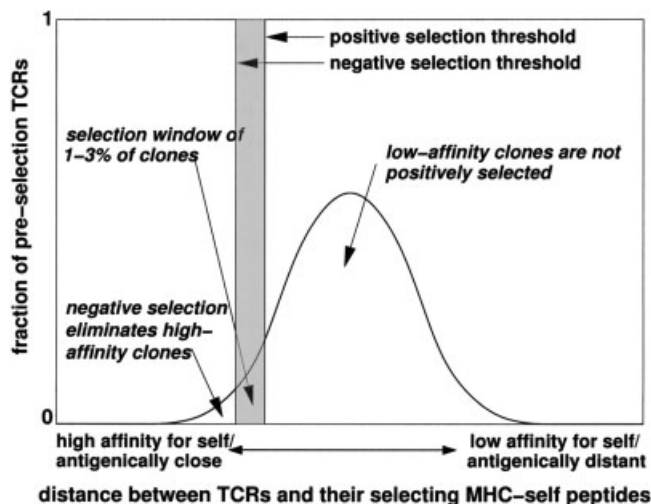 1
positive selection threshold
negative selection threshold
selection window of
1–3% of clones
low–affinity clones are not
positively selected
fraction of pre–selection TCRs
negative selection
eliminates high–
affinity clones
0
high affinity for self/
antigenically close
low affinity for self/
antigenically distant
distance between TCRs and their selecting MHC–self peptides